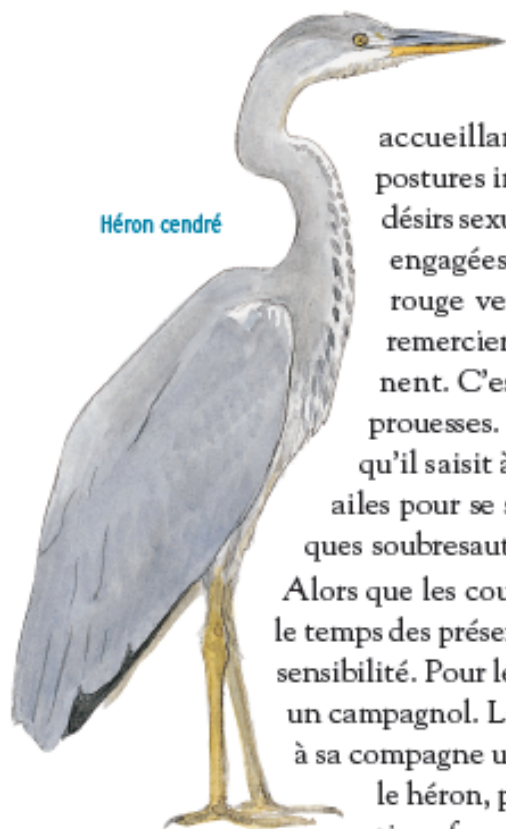 accueillan
postures in
Héron cendré
désirs sexu
engagées
rouge ve
remercien
nent. C'es
prouesses.
qu'il saisit à
ailes pour se s
ques soubresaut
Alors que les cou
le temps des présen
sensibilité. Pour le
un campagnol. L
à sa compagne u
le héron, p